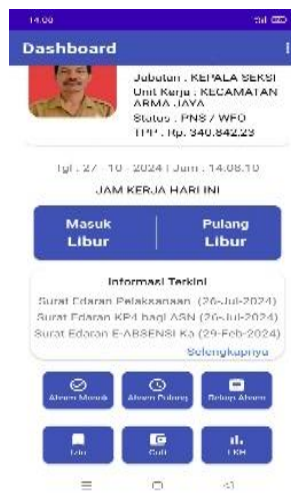 14.08
Dashboard
Jabatan : KEPALA SEKSI
Unit Kerja : KECAMATAN
ARMA JAYA
Status : PNS / WFO
TPP : Rp. 340.842,23
Tgl : 27 - 10 - 2024 | Jam : 14.08.10
JAM KERJA HARI INI
Masuk
Libur
Pulang
Libur
Informasi Terkini
Surat Edaran Pelaksanaan (26-Jul-2024)
Surat Edaran KP4 bagi ASN (26-Jul-2024)
Surat Edaran E-ABSENSI Ka (29-Feb-2024)
Selengkapnya
Absen Masuk
Absen Pulang
Rekap Absen
Izin
Cuti
LKH